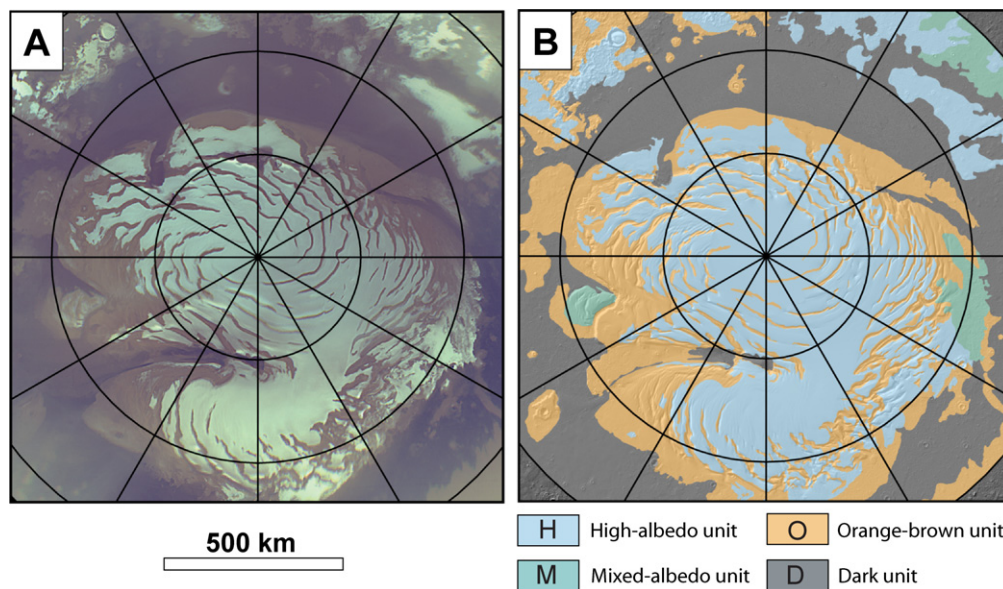 A
B
500 km
H High-albedo unit
O Orange-brown unit
M Mixed-albedo unit
D Dark unit